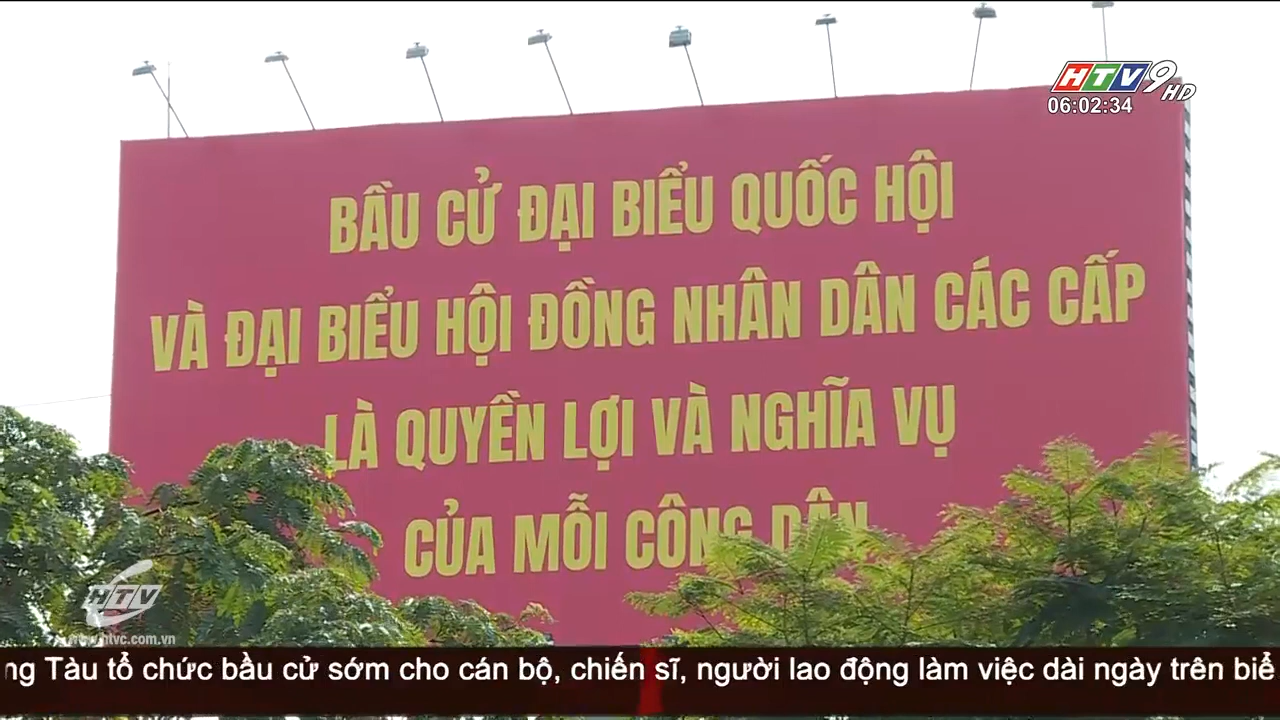 HTV9 HD
06:02:34
BẦU CỬ ĐẠI BIỂU QUỐC HỘI
VÀ ĐẠI BIỂU HỘI ĐỒNG NHÂN DÂN CÁC CẤP
LÀ QUYỀN LỢI VÀ NGHĨA VỤ
CỦA MỖI CÔNG DÂN
HTV
www.htvc.com.vn
ng Tàu tổ chức bầu cử sớm cho cán bộ, chiến sĩ, người lao động làm việc dài ngày trên biể